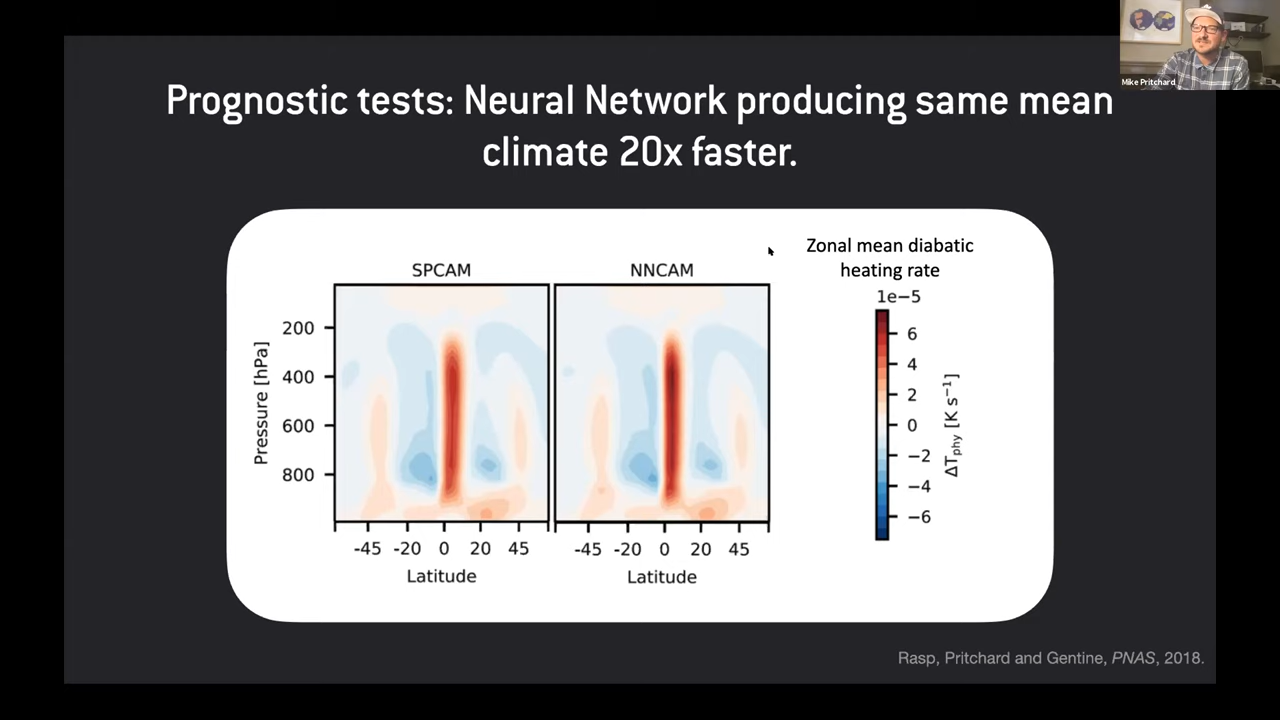 Mike Pritchard
Prognostic tests: Neural Network producing same mean
climate 20x faster.
Zonal mean diabatic
heating rate
SPCAM
NNCAM
1e−5
Pressure [hPa]
200
400
600
800
6
4
2
0
−2
−4
−6
ΔTphy [K s⁻¹]
-45 -20 0 20 45
-45 -20 0 20 45
Latitude
Latitude
Rasp, Pritchard and Gentine, PNAS, 2018.